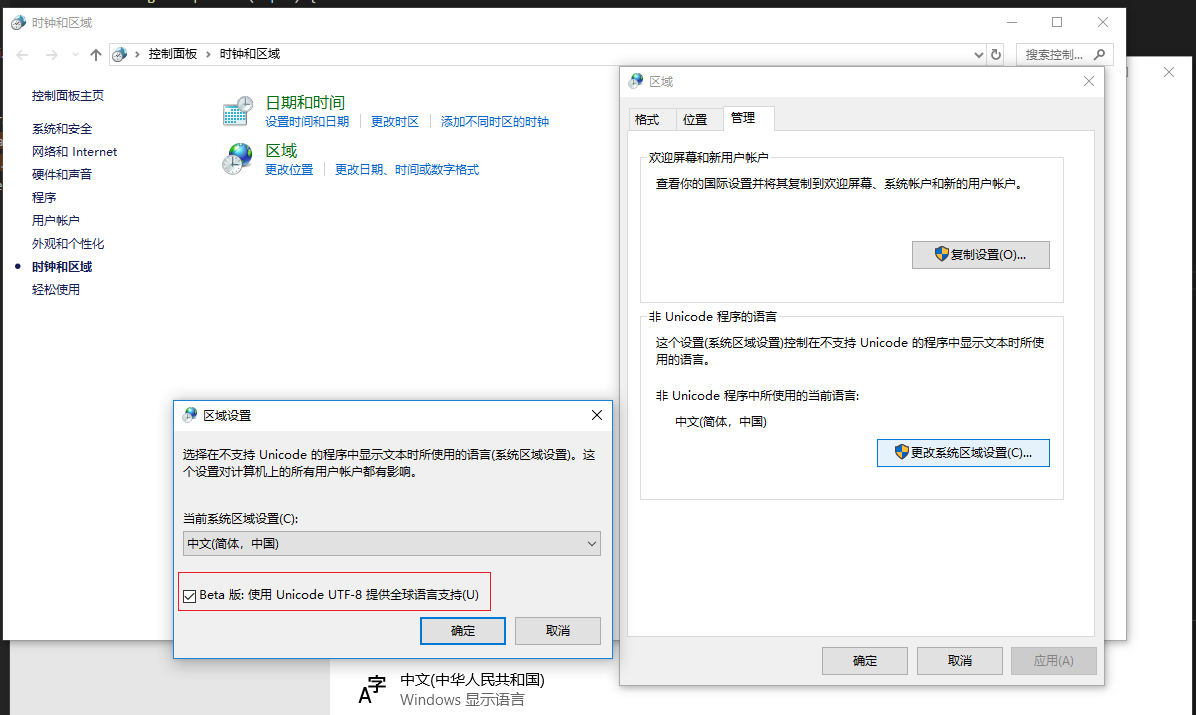 时钟和区域
控制面板 › 时钟和区域
搜索控制...
控制面板主页
系统和安全
网络和 Internet
硬件和声音
程序
用户帐户
外观和个性化
时钟和区域
轻松使用
日期和时间
设置时间和日期
更改时区
添加不同时区的时钟
区域
更改位置
更改日期、时间或数字格式
区域
格式
位置
管理
欢迎屏幕和新用户帐户
查看你的国际设置并将其复制到欢迎屏幕、系统帐户和新的用户帐户。
复制设置(O)...
非 Unicode 程序的语言
这个设置(系统区域设置)控制在不支持 Unicode 的程序中显示文本时所使
用的语言。
非 Unicode 程序中所使用的当前语言:
中文(简体，中国)
更改系统区域设置(C)...
确定
取消
应用(A)
区域设置
选择在不支持 Unicode 的程序中显示文本时所使用的语言(系统区域设置)。这
个设置对计算机上的所有用户帐户都有影响。
当前系统区域设置(C):
中文(简体，中国)
Beta 版: 使用 Unicode UTF-8 提供全球语言支持(U)
确定
取消
字
A
中文(中华人民共和国)
Windows 显示语言